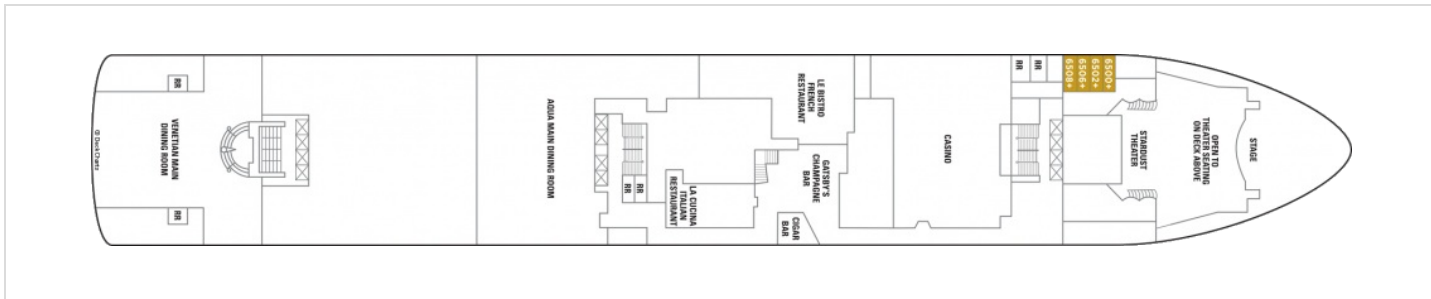 © Deck Charts
RR
VENETIAN MAIN
DINING ROOM
RR
AQUA MAIN DINING ROOM
RR
RR
LA CUCINA
ITALIAN
RESTAURANT
LE BISTRO
FRENCH
RESTAURANT
GATSBY'S
CHAMPAGNE
BAR
CIGAR
BAR
CASINO
RR
RR
6500+
6502+
6506+
6508+
STARDUST
THEATER
OPEN TO
THEATER SEATING
ON DECK ABOVE
STAGE